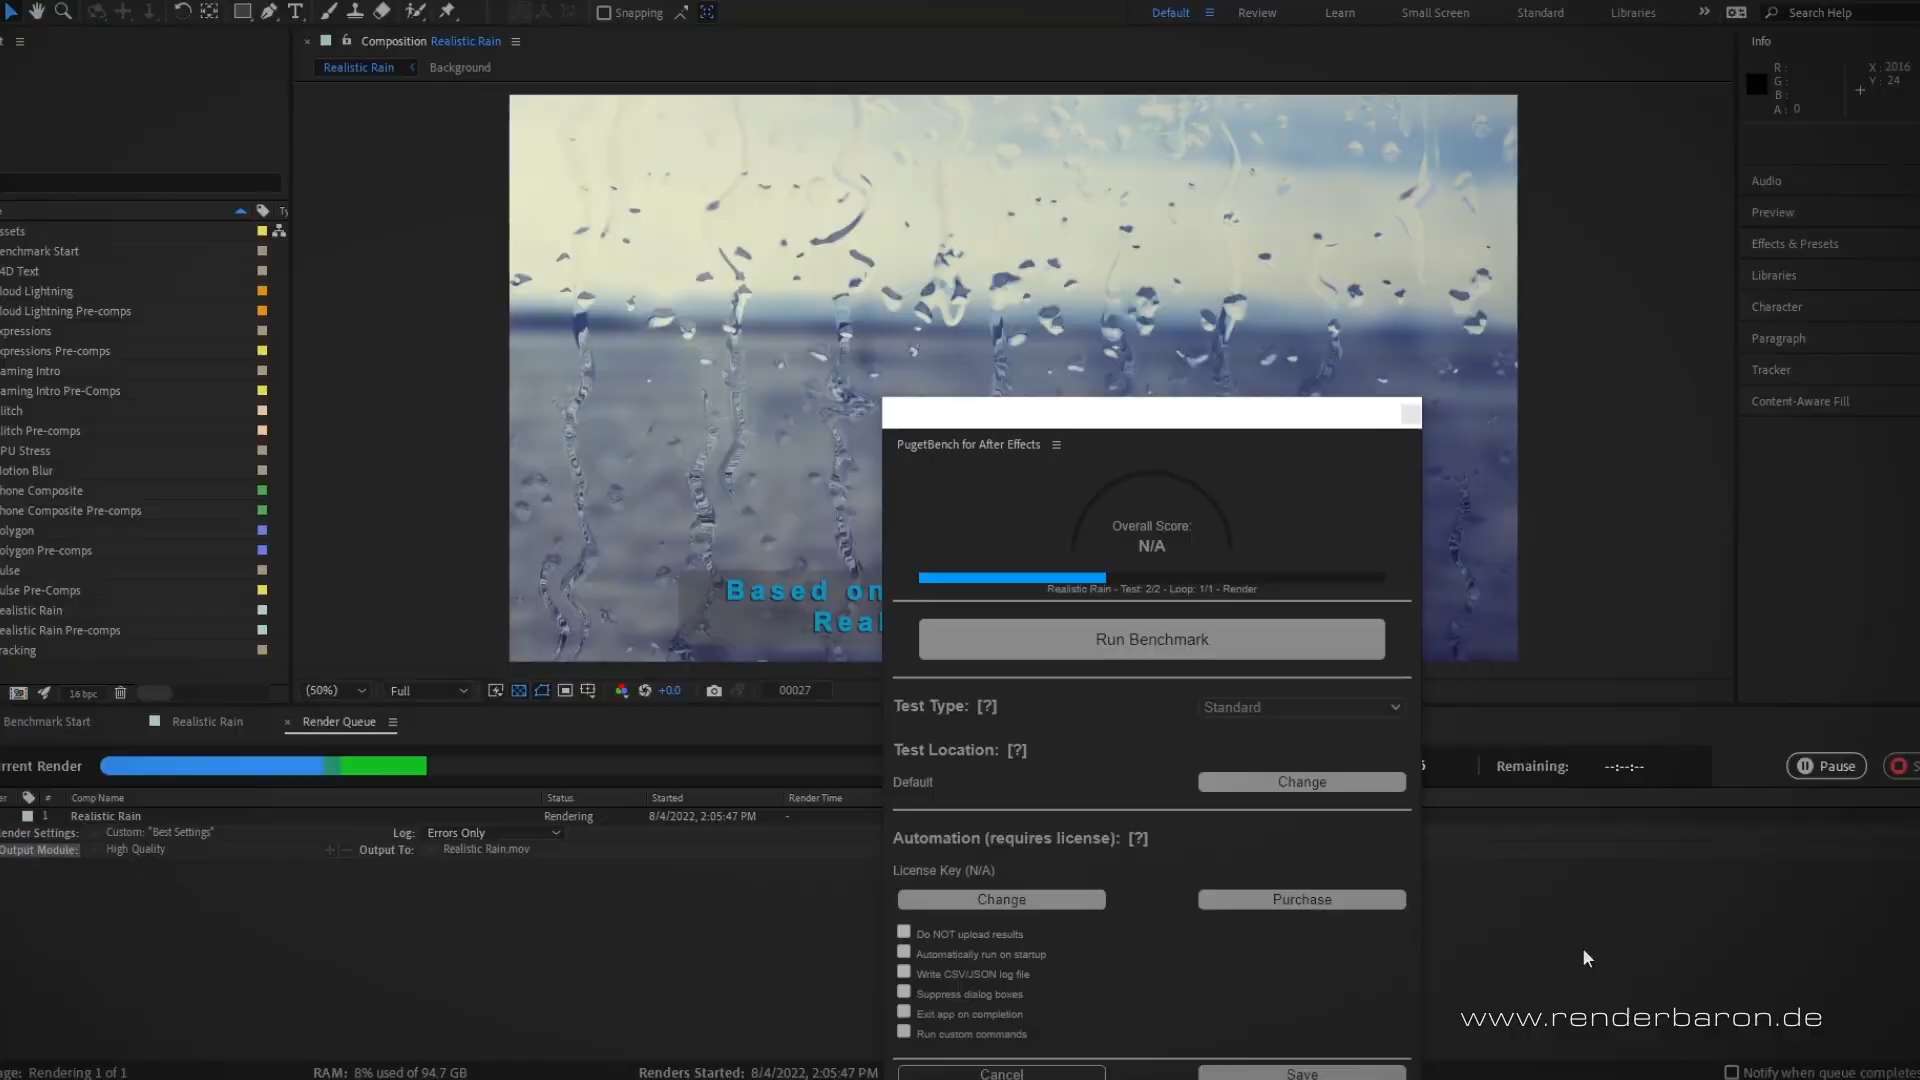 Snapping
Default
Review
Learn
Small Screen
Standard
Libraries
Search Help
Composition Realistic Rain
Realistic Rain
Background
Info
R :
G :
B :
A : 0
X : 2016
Y : 24
Audio
Preview
Effects & Presets
Libraries
Character
Paragraph
Tracker
Content-Aware Fill
ssets
enchmark Start
4D Text
loud Lightning
loud Lightning Pre-comps
xpressions
xpressions Pre-comps
aming Intro
aming Intro Pre-Comps
litch
litch Pre-comps
PU Stress
otion Blur
hone Composite
hone Composite Pre-comps
olygon
olygon Pre-comps
ulse
ulse Pre-Comps
ealistic Rain
ealistic Rain Pre-comps
racking
16 bpc
Based on
Real
(50%)
Full
+0.0
00027
PugetBench for After Effects
Overall Score:
N/A
Realistic Rain - Test: 2/2 - Loop: 1/1 - Render
Run Benchmark
Test Type: [?]
Standard
Test Location: [?]
Default
Change
Automation (requires license): [?]
License Key (N/A)
Change
Purchase
Do NOT upload results
Automatically run on startup
Write CSV/JSON log file
Suppress dialog boxes
Exit app on completion
Run custom commands
Cancel
Save
Benchmark Start
Realistic Rain
Render Queue
rrent Render
Remaining:
--:--:--
Pause
er # Comp Name Status Started Render Time
1 Realistic Rain Rendering 8/4/2022, 2:05:47 PM -
ender Settings: Custom: "Best Settings" Log: Errors Only
Output Module: High Quality + - Output To: Realistic Rain.mov
www.renderbaron.de
age: Rendering 1 of 1
RAM: 8% used of 94.7 GB
Renders Started: 8/4/2022, 2:05:47 PM
Notify when queue completes